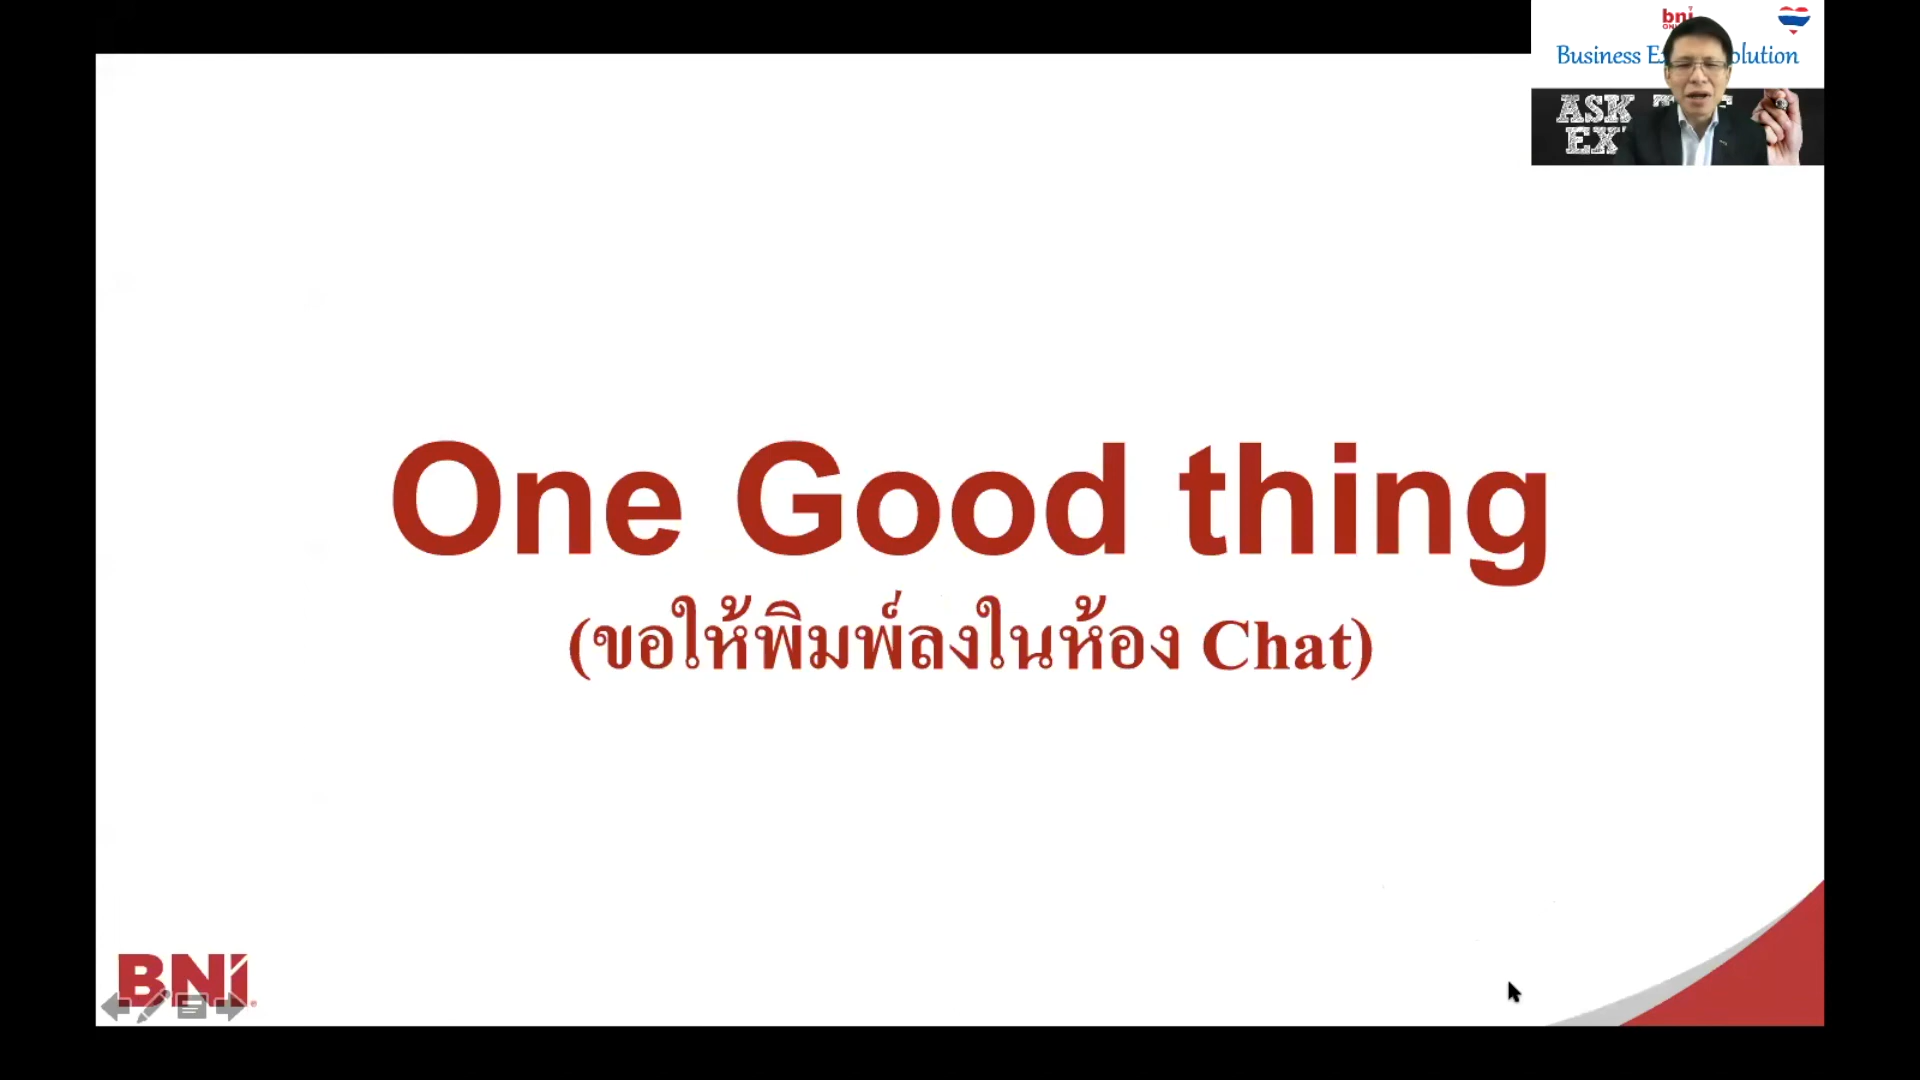 bni
Business
olution
ASK
EX
One Good thing
(ขอให้พิมพ์ลงในห้อง Chat)
BNI